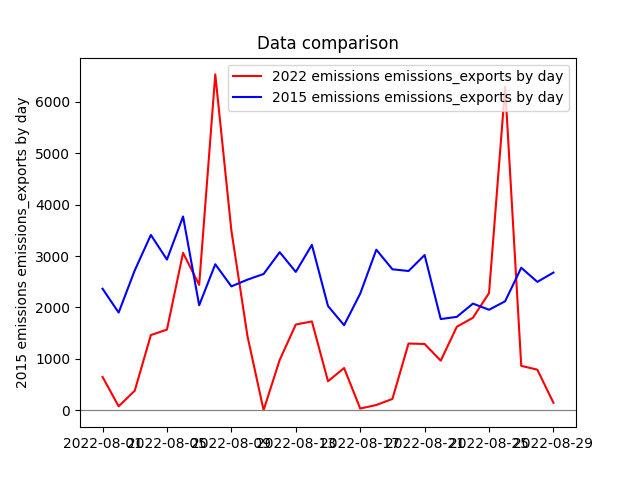 Data comparison
2022 emissions emissions_exports by day
2015 emissions emissions_exports by day
2015 emissions emissions_exports by day
6000
5000
4000
3000
2000
1000
0
2022-08-01 2022-08-05 2022-08-09 2022-08-13 2022-08-17 2022-08-21 2022-08-25 2022-08-29